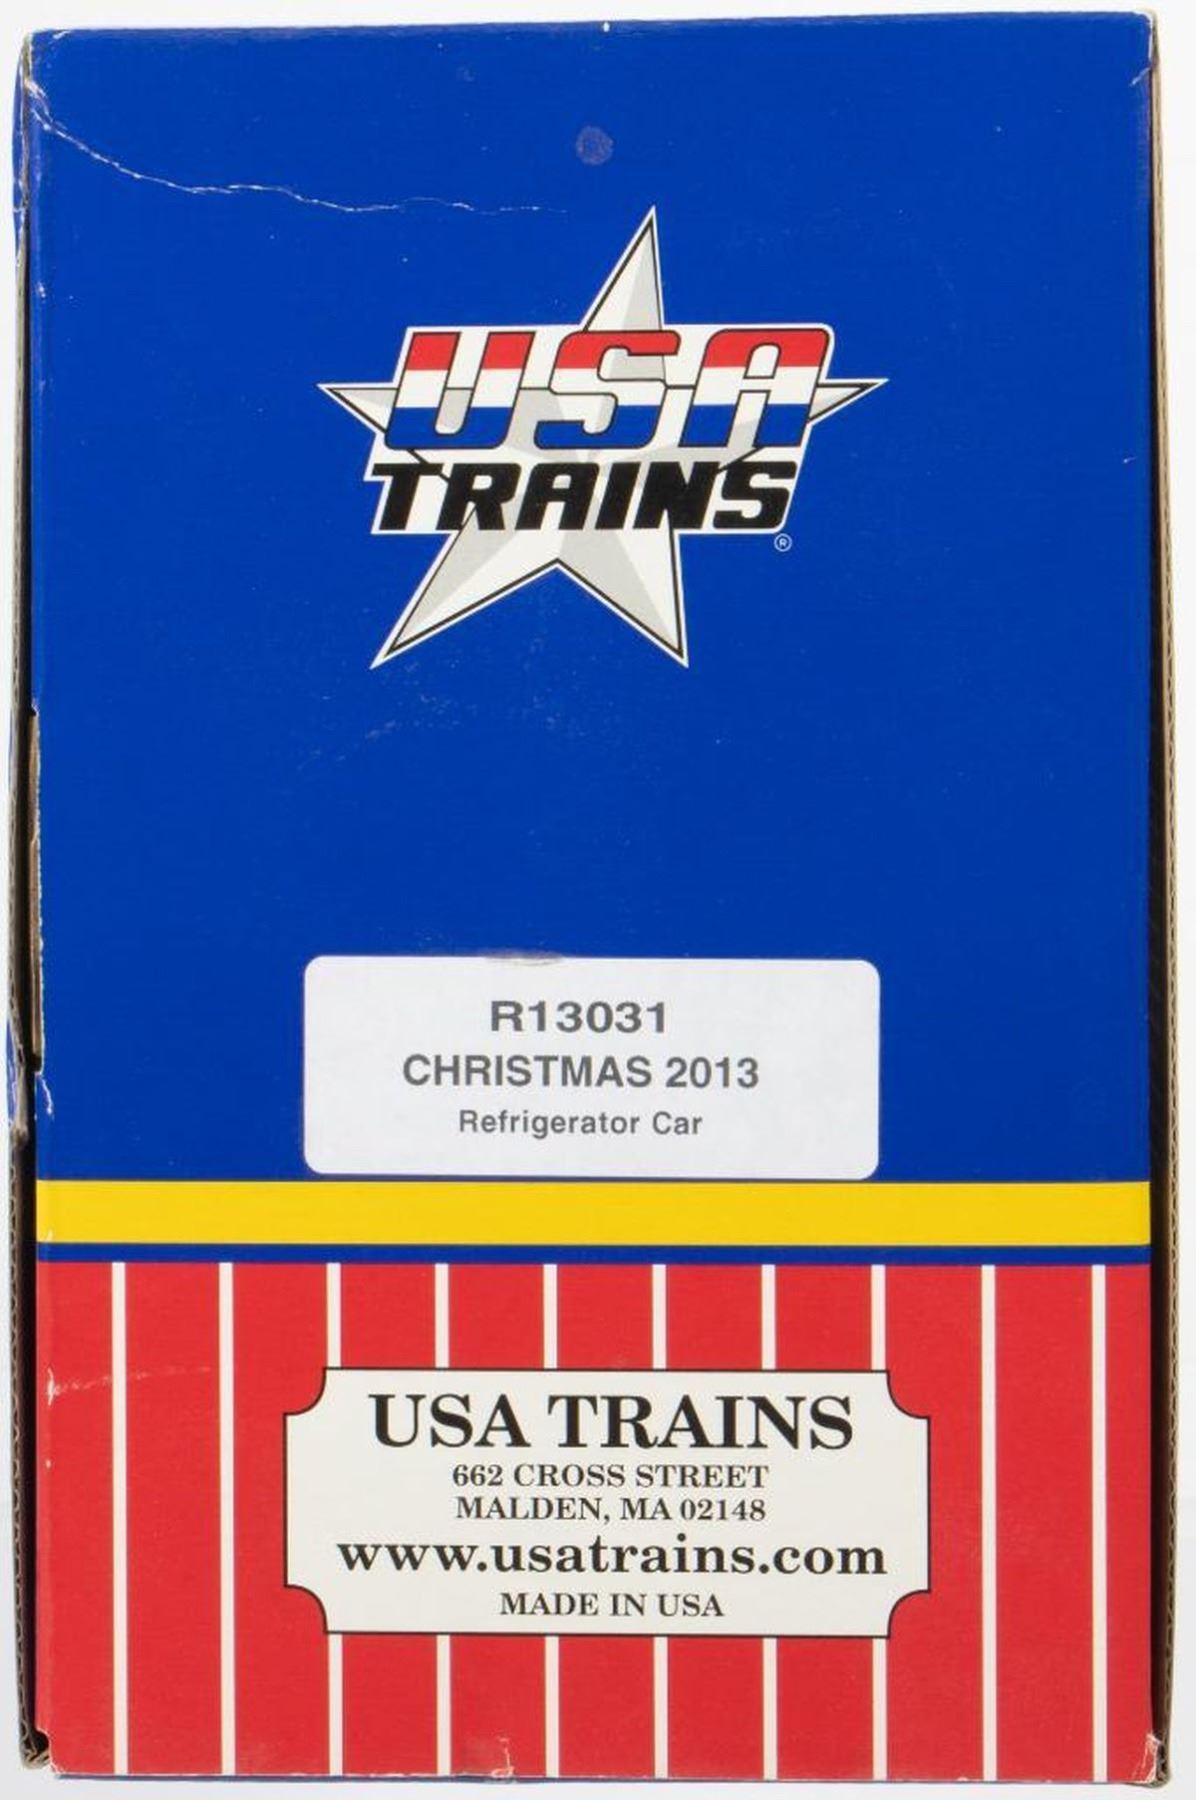 USA
TRAINS
®
R13031
CHRISTMAS 2013
Refrigerator Car
USA TRAINS
662 CROSS STREET
MALDEN, MA 02148
www.usatrains.com
MADE IN USA